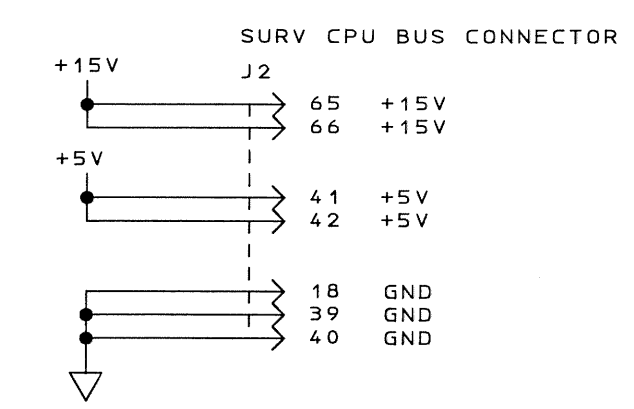 SURV CPU BUS CONNECTOR
+15V
J2
65 +15V
66 +15V
+5V
41 +5V
42 +5V
18 GND
39 GND
40 GND